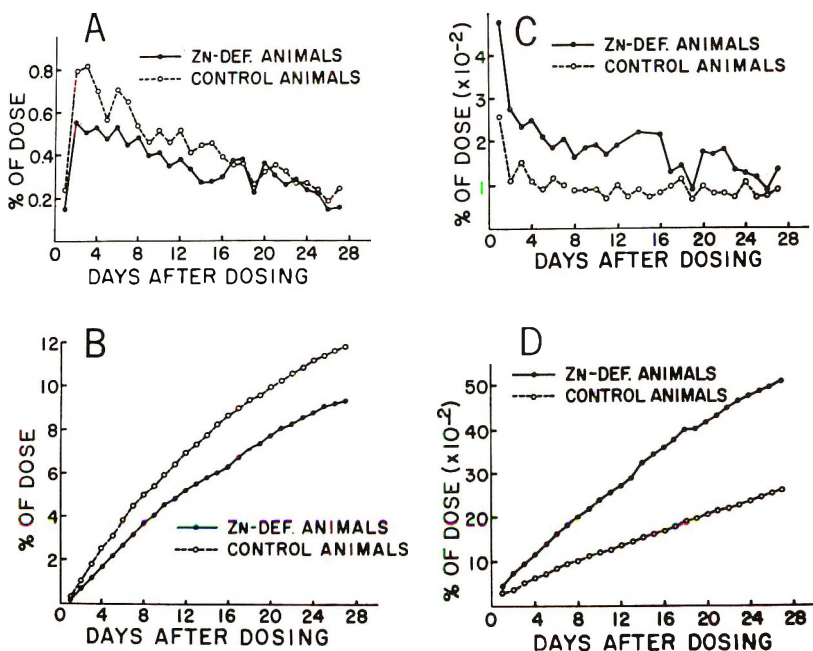 A
ZN-DEF. ANIMALS
CONTROL ANIMALS
% OF DOSE
0.8
0.6
0.4
0.2
0 4 8 12 16 20 24 28
DAYS AFTER DOSING
C
ZN-DEF. ANIMALS
CONTROL ANIMALS
% OF DOSE (x10-2)
4
3
2
1
0 4 8 12 16 20 24 28
DAYS AFTER DOSING
B
% OF DOSE
12
10
8
6
4
2
ZN-DEF. ANIMALS
CONTROL ANIMALS
0 4 8 12 16 20 24 28
DAYS AFTER DOSING
D
ZN-DEF. ANIMALS
CONTROL ANIMALS
% OF DOSE (x10-2)
50
40
30
20
10
0 4 8 12 16 20 24 28
DAYS AFTER DOSING